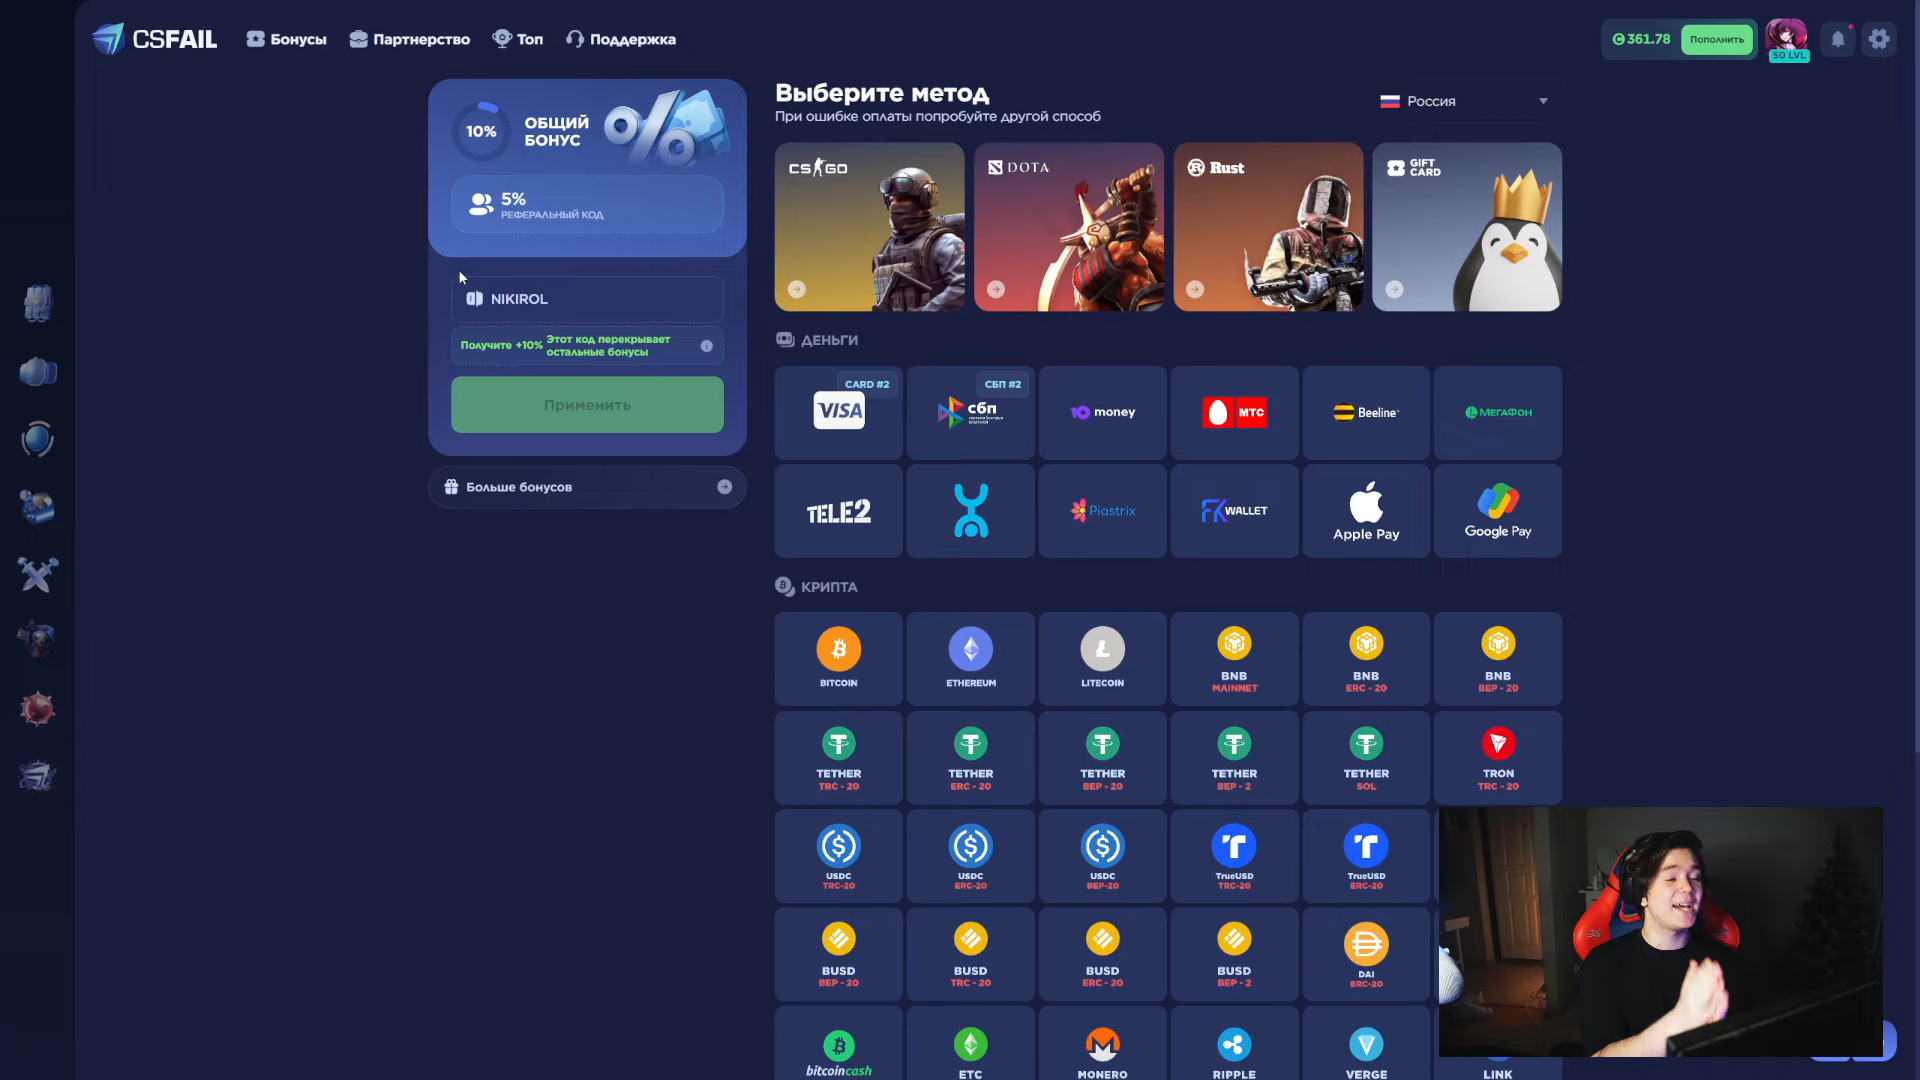 CSFAIL
Бонусы
Партнерство
Топ
Поддержка
361.78
Пополнить
50 LVL
10%
ОБЩИЙ
БОНУС
5%
РЕФЕРАЛЬНЫЙ КОД
NIKIROL
Получите +10%
Этот код перекрывает
остальные бонусы
Применить
Больше бонусов
Выберите метод
При ошибке оплаты попробуйте другой способ
Россия
CS GO
DOTA
Rust
GIFT
CARD
ДЕНЬГИ
CARD #2
VISA
СБП #2
сбп
money
МТС
Beeline
МЕГАФОН
TELE2
Piastrix
FK WALLET
Apple Pay
Google Pay
КРИПТА
BITCOIN
ETHEREUM
LITECOIN
BNB
MAINNET
BNB
ERC - 20
BNB
BEP - 20
TETHER
TRC - 20
TETHER
ERC - 20
TETHER
BEP - 20
TETHER
BEP - 2
TETHER
SOL
TRON
TRC - 20
USDC
TRC-20
USDC
ERC-20
USDC
BEP-20
TrueUSD
TRC-20
TrueUSD
ERC-20
BUSD
BEP - 20
BUSD
TRC - 20
BUSD
ERC - 20
BUSD
BEP - 2
DAI
ERC-20
bitcoincash
ETC
MONERO
RIPPLE
VERGE
LINK